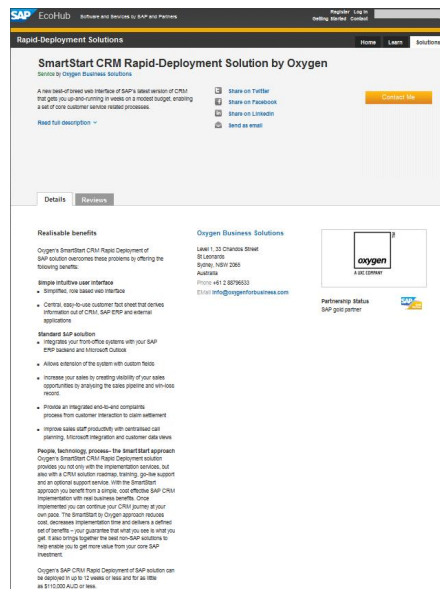 SAP EcoHub Software and Services by SAP and Partners
Register Log In
Getting Started Contact
Rapid-Deployment Solutions
Home Learn Solutions
SmartStart CRM Rapid-Deployment Solution by Oxygen
Service by Oxygen Business Solutions
A new best-of breed web interface of SAP's latest version of CRM
that gets you up-and-running in weeks on a modest budget, enabling
a set of core customer service related processes.
Read full description
Share on Twitter
Share on Facebook
Share on LinkedIn
Send as email
Contact Me
Details Reviews
Realisable benefits
Oxygen's SmartStart CRM Rapid Deployment of
SAP solution overcomes these problems by offering the
following benefits:
Simple intuitive user interface
Simplified, role based web interface
Central, easy-to-use customer fact sheet that derives
information out of CRM, SAP ERP and external
applications
Standard SAP solution
Integrates your front-office systems with your SAP
ERP backend and Microsoft Outlook
Allows extension of the system with custom fields
Increase your sales by creating visibility of your sales
opportunities by analysing the sales pipeline and win-loss
record.
Provide an integrated end-to-end complaints
process from customer interaction to claim settlement
Improve sales staff productivity with centralised call
planning, Microsoft integration and customer data views
People, technology, process– the SmartStart approach
Oxygen's SmartStart CRM Rapid Deployment solution
provides you not only with the implementation services, but
also with a CRM solution roadmap, training, go-live support
and an optional support service. With the SmartStart
approach you benefit from a simple, cost effective SAP CRM
implementation with real business benefits. Once
implemented you can continue your CRM journey at your
own pace. The SmartStart by Oxygen approach reduces
cost, decreases implementation time and delivers a defined
set of benefits – your guarantee that what you see is what you
get. It also brings together the best non-SAP solutions to
help enable you to get more value from your core SAP
investment.
Oxygen's SAP CRM Rapid Deployment of SAP solution can
be deployed in up to 12 weeks or less and for as little
as $110,000 AUD or less.
Oxygen Business Solutions
Level 1, 33 Chandos Street
St Leonards
Sydney, NSW 2065
Australia
Phone +61 2 88796533
Email info@oxygenforbusiness.com
oxygen
A UXC COMPANY
Partnership Status
SAP gold partner